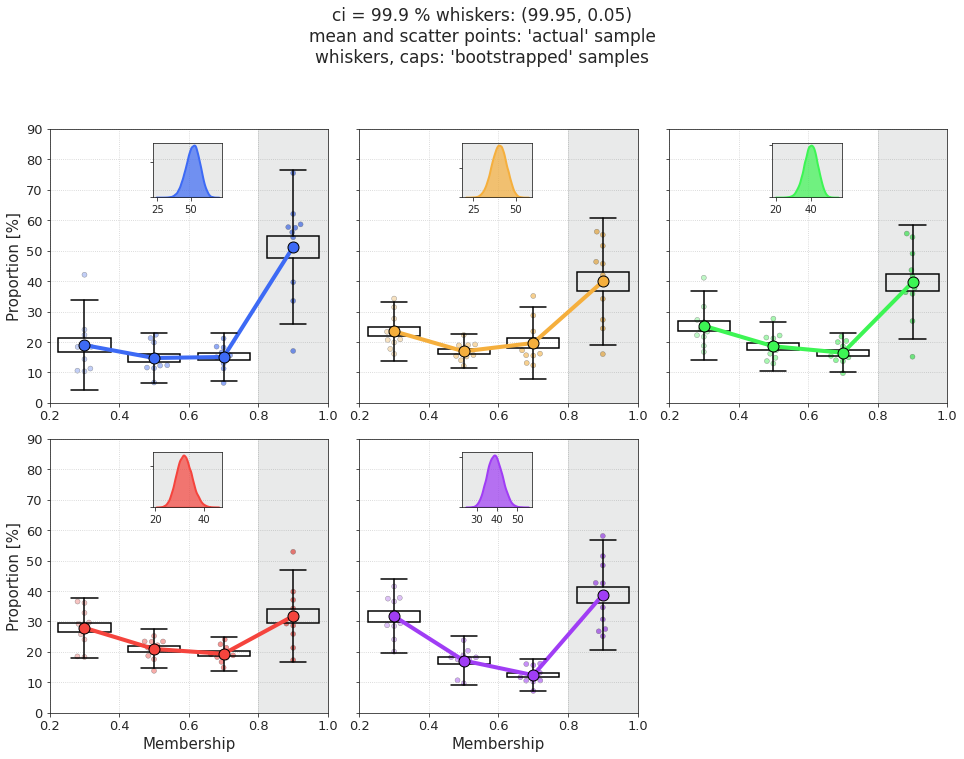 ci = 99.9 % whiskers: (99.95, 0.05)
mean and scatter points: 'actual' sample
whiskers, caps: 'bootstrapped' samples
90
80
70
60
50
40
30
20
10
0
Proportion [%]
0.2 0.4 0.6 0.8 1.0
25 50
0.2 0.4 0.6 0.8 1.0
25 50
0.2 0.4 0.6 0.8 1.0
20 40
90
80
70
60
50
40
30
20
10
0
Proportion [%]
0.2 0.4 0.6 0.8 1.0
Membership
20 40
0.2 0.4 0.6 0.8 1.0
Membership
30 40 50